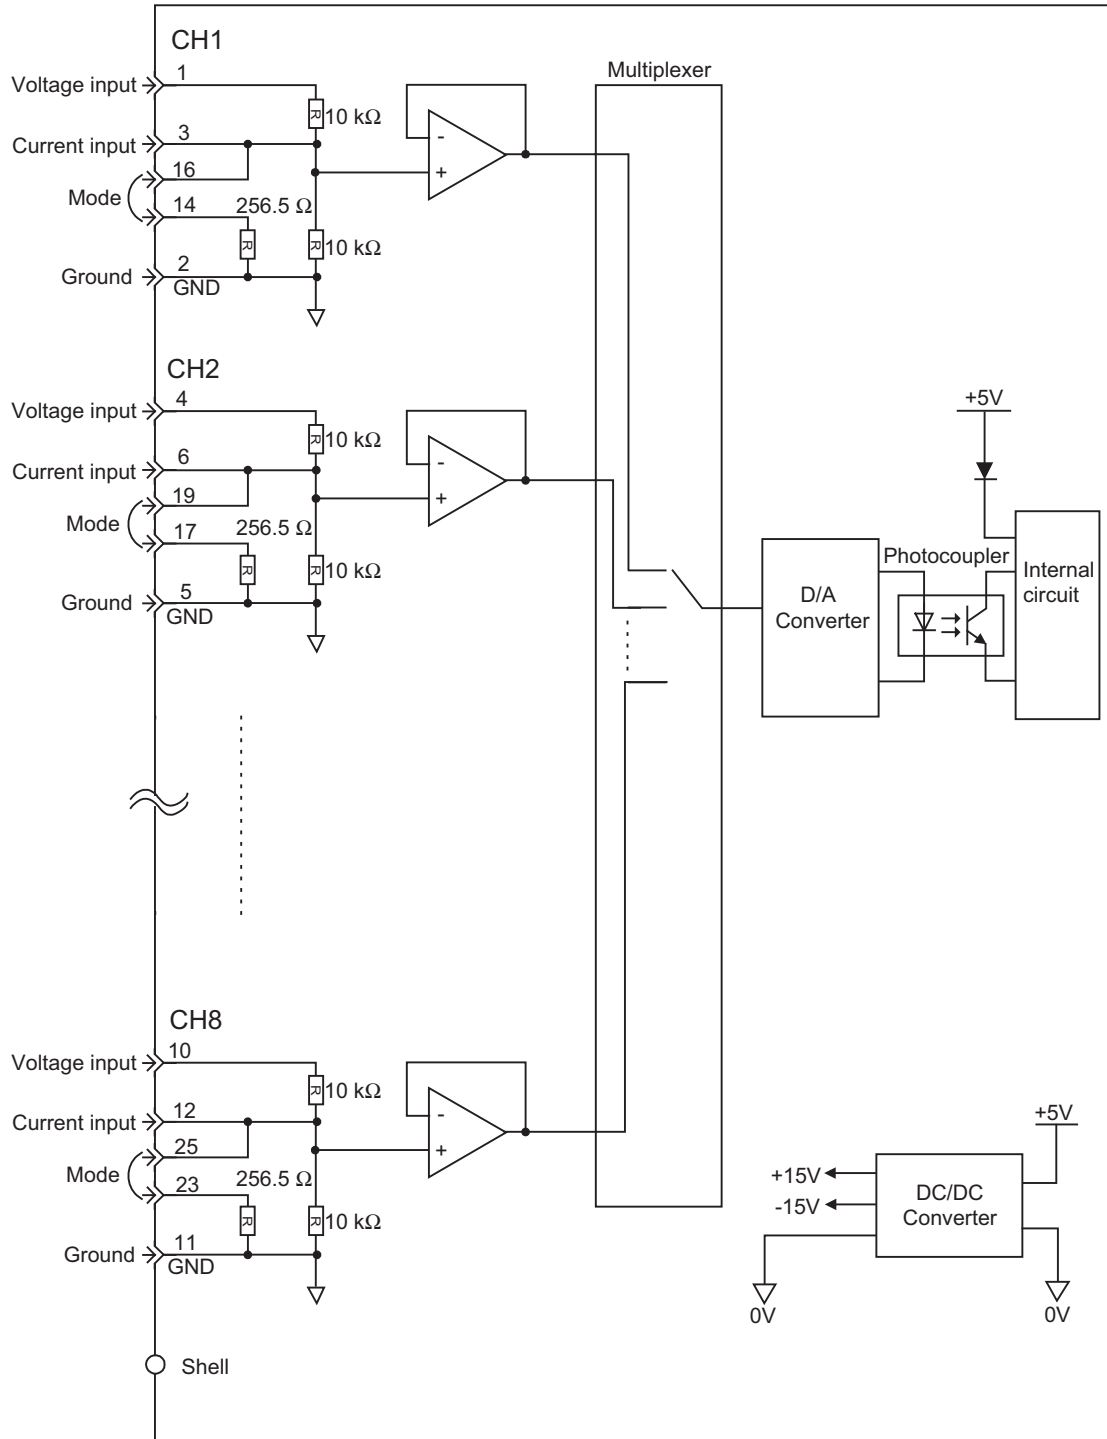 CH1
Voltage input
1
R
10 kΩ
Current input
3
16
Mode
14
256.5 Ω
R
R
10 kΩ
Ground
2
GND
-
+
Multiplexer
CH2
Voltage input
4
R
10 kΩ
Current input
6
19
Mode
17
256.5 Ω
R
R
10 kΩ
Ground
5
GND
-
+
+5V
D/A
Converter
Photocoupler
Internal
circuit
CH8
Voltage input
10
R
10 kΩ
Current input
12
25
Mode
23
256.5 Ω
R
R
10 kΩ
Ground
11
GND
-
+
+5V
+15V
-15V
DC/DC
Converter
0V
0V
Shell